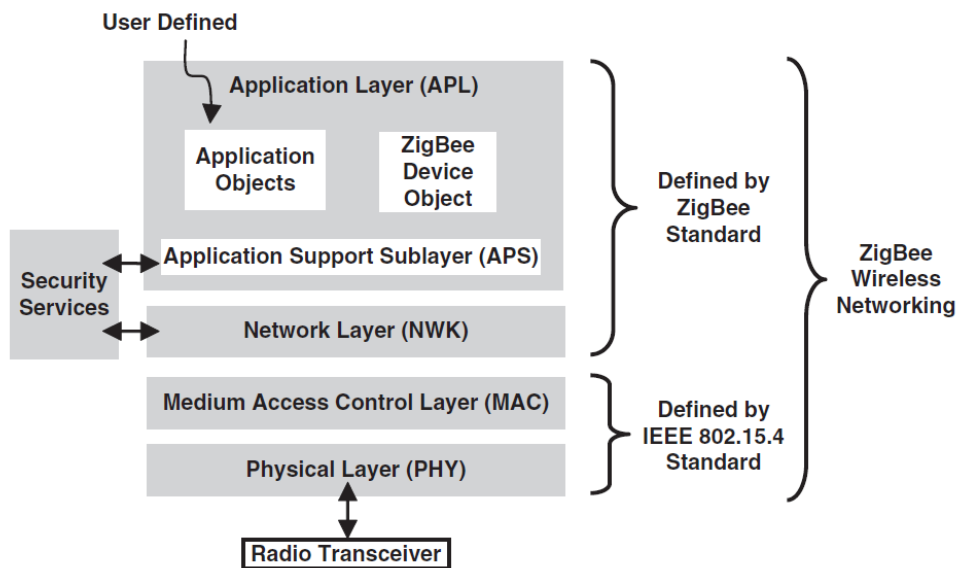 User Defined
Application Layer (APL)
Application
Objects
ZigBee
Device
Object
Application Support Sublayer (APS)
Security
Services
Network Layer (NWK)
Medium Access Control Layer (MAC)
Physical Layer (PHY)
Radio Transceiver
Defined by
ZigBee
Standard
Defined by
IEEE 802.15.4
Standard
ZigBee
Wireless
Networking